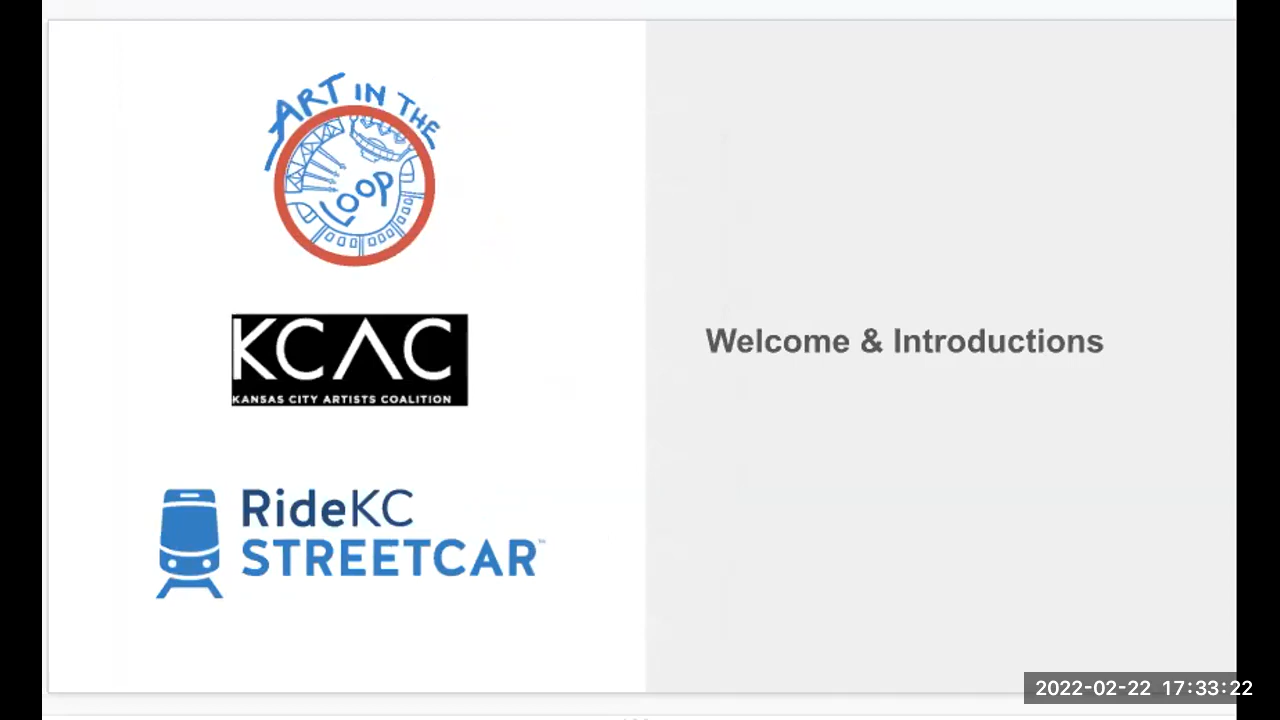 ART IN THE
LOOP
KCAC
KANSAS CITY ARTISTS COALITION
RideKC
STREETCAR
Welcome & Introductions
2022-02-22 17:33:22